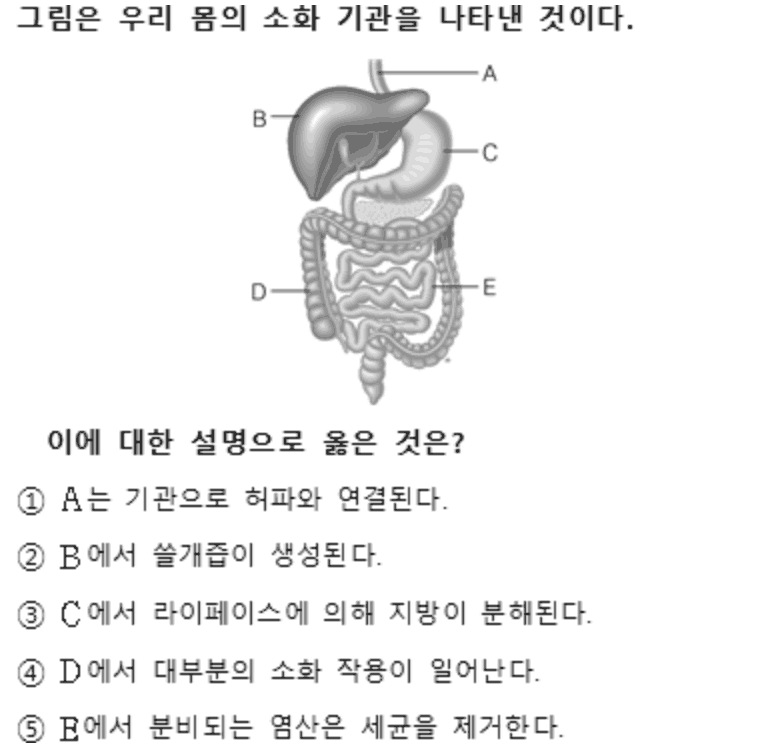 그림은 우리 몸의 소화 기관을 나타낸 것이다.
A
B
C
D
E
이에 대한 설명으로 옳은 것은?
① A는 기관으로 허파와 연결된다.
② B에서 쓸개즙이 생성된다.
③ C에서 라이페이스에 의해 지방이 분해된다.
④ D에서 대부분의 소화 작용이 일어난다.
⑤ E에서 분비되는 염산은 세균을 제거한다.